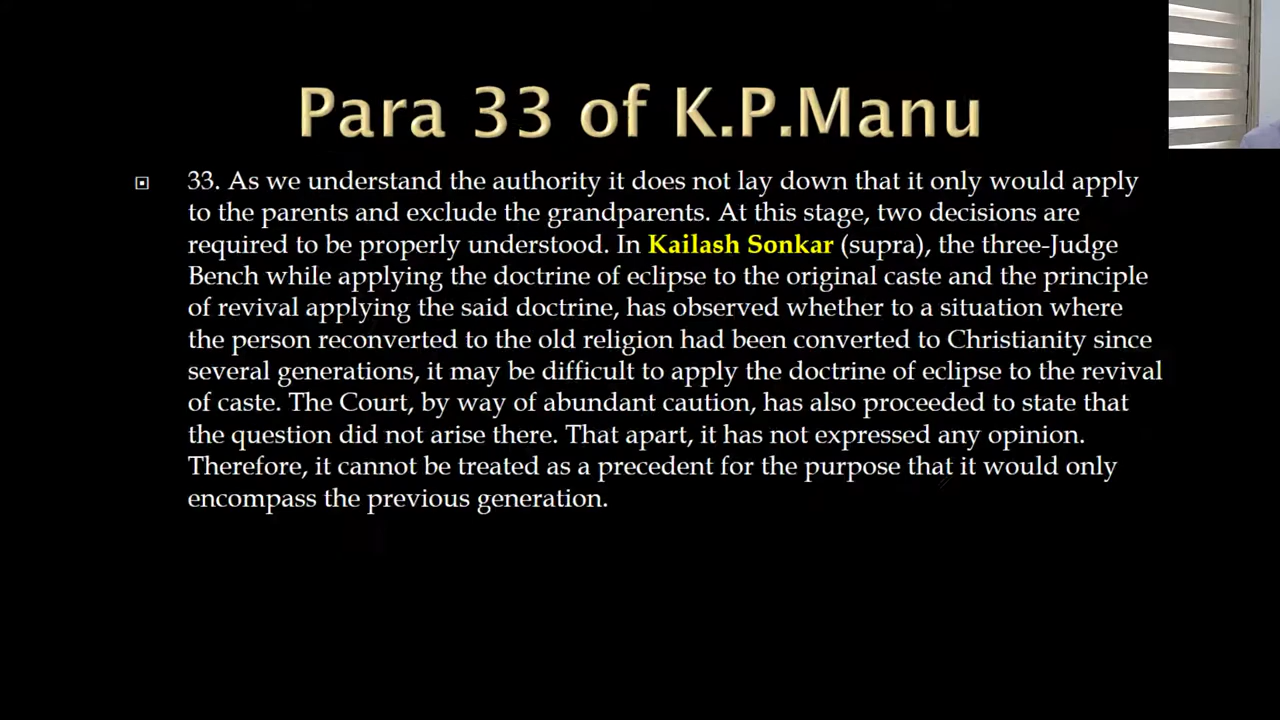 Para 33 of K.P.Manu
33. As we understand the authority it does not lay down that it only would apply
to the parents and exclude the grandparents. At this stage, two decisions are
required to be properly understood. In Kailash Sonkar (supra), the three-Judge
Bench while applying the doctrine of eclipse to the original caste and the principle
of revival applying the said doctrine, has observed whether to a situation where
the person reconverted to the old religion had been converted to Christianity since
several generations, it may be difficult to apply the doctrine of eclipse to the revival
of caste. The Court, by way of abundant caution, has also proceeded to state that
the question did not arise there. That apart, it has not expressed any opinion.
Therefore, it cannot be treated as a precedent for the purpose that it would only
encompass the previous generation.